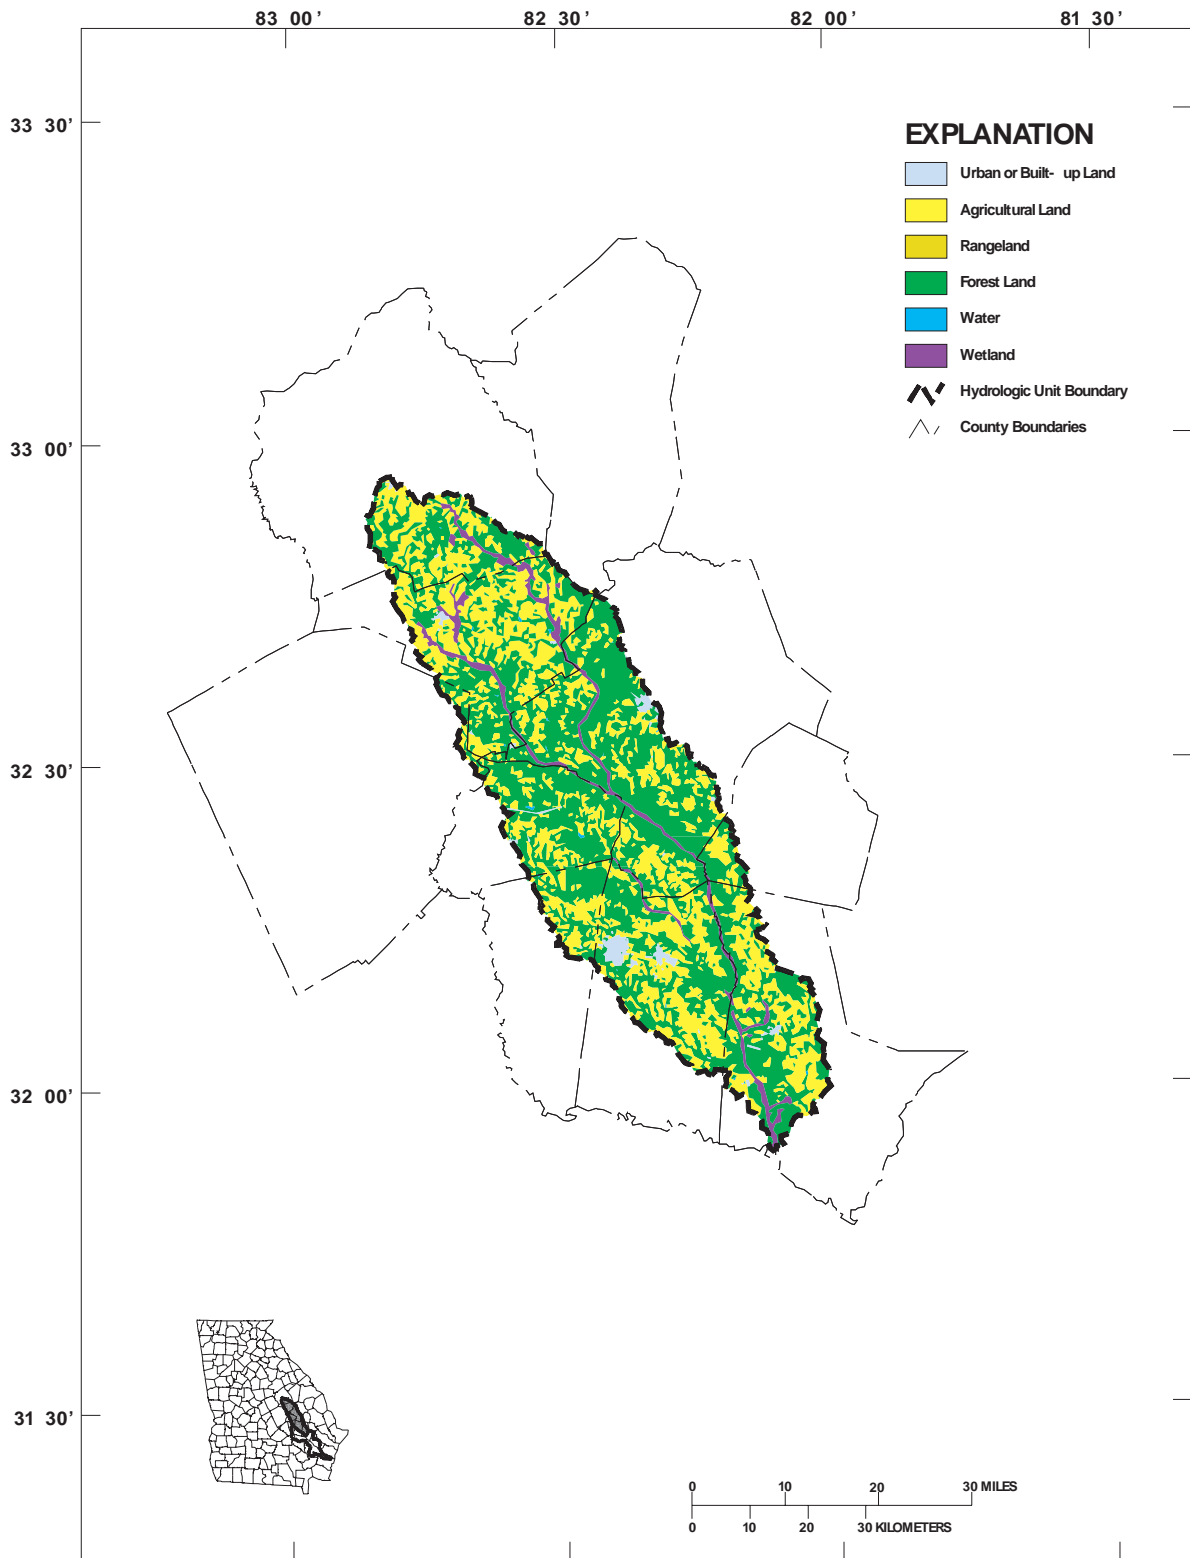 83 00' 82 30' 82 00' 81 30'
33 30'
EXPLANATION
Urban or Built- up Land
Agricultural Land
Rangeland
Forest Land
Water
Wetland
Hydrologic Unit Boundary
County Boundaries
33 00'
32 30'
32 00'
31 30'
0 10 20 30 MILES
0 10 20 30 KILOMETERS